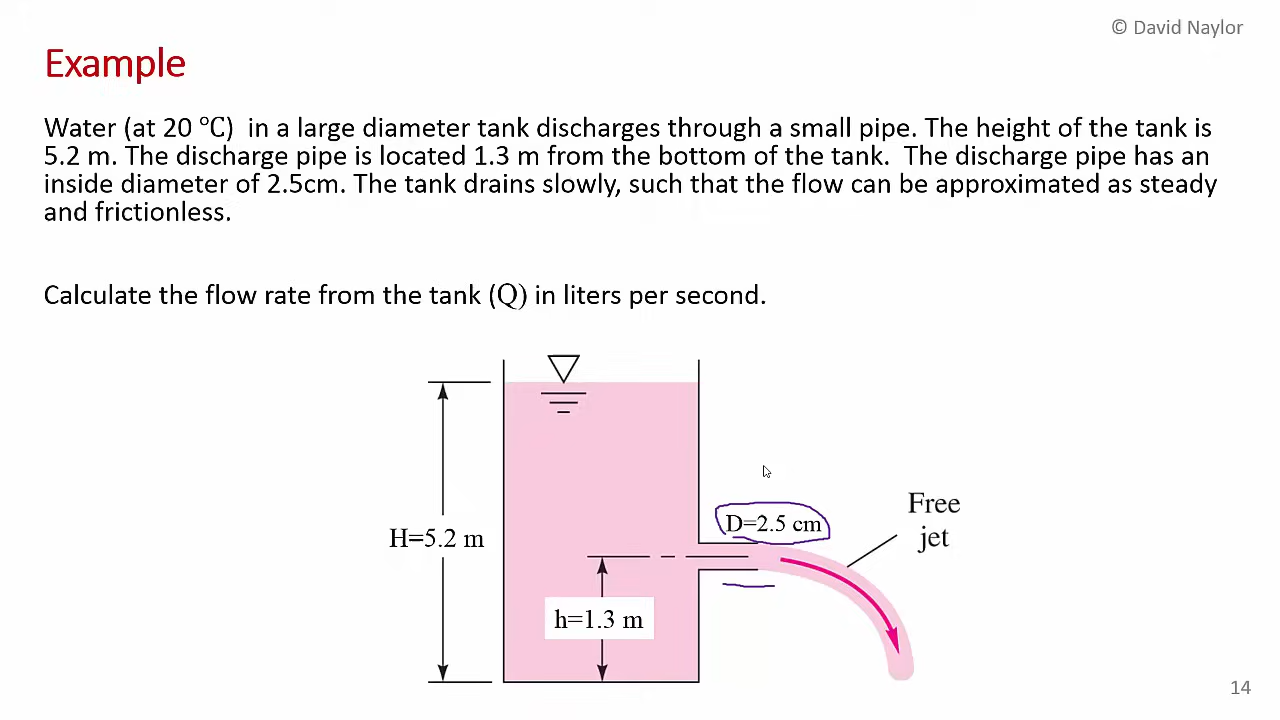 © David Naylor
Example
Water (at 20 °C) in a large diameter tank discharges through a small pipe. The height of the tank is
5.2 m. The discharge pipe is located 1.3 m from the bottom of the tank. The discharge pipe has an
inside diameter of 2.5cm. The tank drains slowly, such that the flow can be approximated as steady
and frictionless.
Calculate the flow rate from the tank (Q) in liters per second.
Free
jet
D=2.5 cm
H=5.2 m
h=1.3 m
14